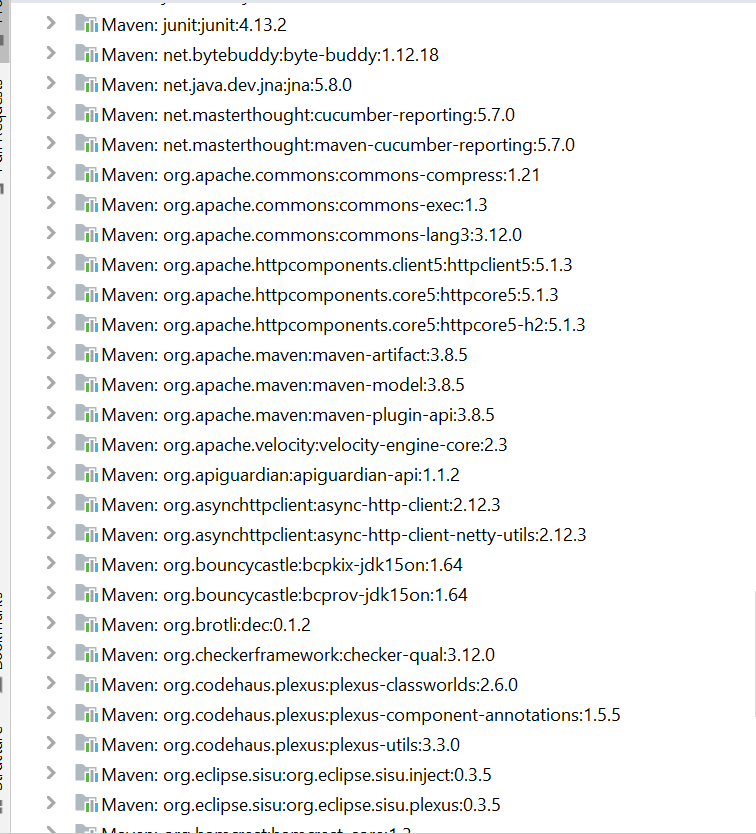 Maven: junit:junit:4.13.2
Maven: net.bytebuddy:byte-buddy:1.12.18
Maven: net.java.dev.jna:jna:5.8.0
Maven: net.masterthought:cucumber-reporting:5.7.0
Maven: net.masterthought:maven-cucumber-reporting:5.7.0
Maven: org.apache.commons:commons-compress:1.21
Maven: org.apache.commons:commons-exec:1.3
Maven: org.apache.commons:commons-lang3:3.12.0
Maven: org.apache.httpcomponents.client5:httpclient5:5.1.3
Maven: org.apache.httpcomponents.core5:httpcore5:5.1.3
Maven: org.apache.httpcomponents.core5:httpcore5-h2:5.1.3
Maven: org.apache.maven:maven-artifact:3.8.5
Maven: org.apache.maven:maven-model:3.8.5
Maven: org.apache.maven:maven-plugin-api:3.8.5
Maven: org.apache.velocity:velocity-engine-core:2.3
Maven: org.apiguardian:apiguardian-api:1.1.2
Maven: org.asynchttpclient:async-http-client:2.12.3
Maven: org.asynchttpclient:async-http-client-netty-utils:2.12.3
Maven: org.bouncycastle:bcpkix-jdk15on:1.64
Maven: org.bouncycastle:bcprov-jdk15on:1.64
Maven: org.brotli:dec:0.1.2
Maven: org.checkerframework:checker-qual:3.12.0
Maven: org.codehaus.plexus:plexus-classworlds:2.6.0
Maven: org.codehaus.plexus:plexus-component-annotations:1.5.5
Maven: org.codehaus.plexus:plexus-utils:3.3.0
Maven: org.eclipse.sisu:org.eclipse.sisu.inject:0.3.5
Maven: org.eclipse.sisu:org.eclipse.sisu.plexus:0.3.5